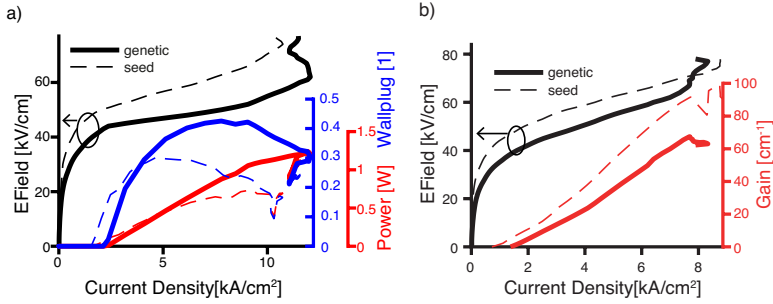 a)
genetic
seed
EField [kV/cm]
60
40
20
0
0
5
10
Current Density[kA/cm²]
0.5
0.4
0.3
0.2
0.1
0
Wallplug [1]
1.5
1
0.5
0
Power [W]
b)
genetic
seed
EField [kV/cm]
80
60
40
20
0
0
2
4
6
8
Current Density[kA/cm²]
100
80
60
40
20
0
Gain [cm⁻¹]